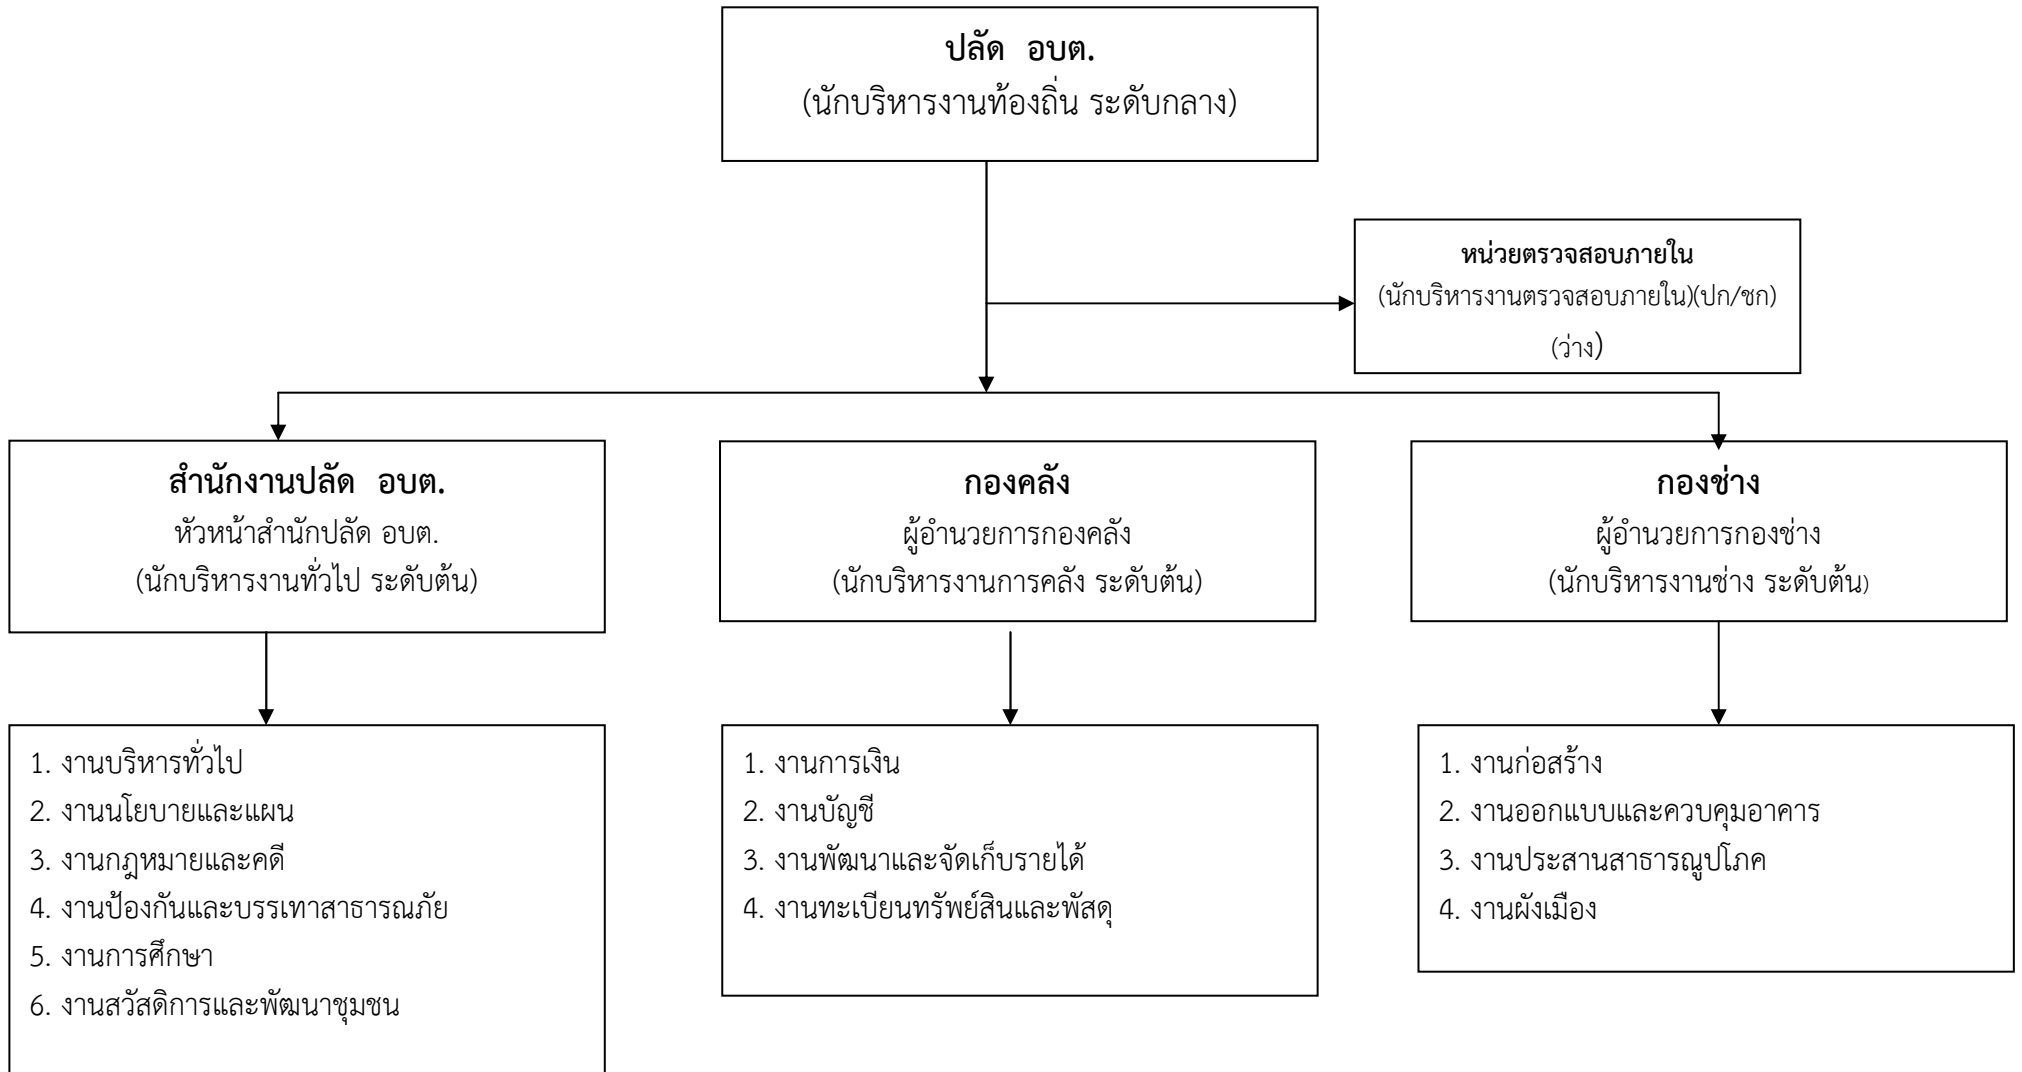 ปลัด อบต.
(นักบริหารงานท้องถิ่น ระดับกลาง)
หน่วยตรวจสอบภายใน
(นักบริหารงานตรวจสอบภายใน)(ปก/ชก)
(ว่าง)
สำนักงานปลัด อบต.
หัวหน้าสำนักปลัด อบต.
(นักบริหารงานทั่วไป ระดับต้น)
กองคลัง
ผู้อำนวยการกองคลัง
(นักบริหารงานการคลัง ระดับต้น)
กองช่าง
ผู้อำนวยการกองช่าง
(นักบริหารงานช่าง ระดับต้น)
1. งานบริหารทั่วไป
2. งานนโยบายและแผน
3. งานกฎหมายและคดี
4. งานป้องกันและบรรเทาสาธารณภัย
5. งานการศึกษา
6. งานสวัสดิการและพัฒนาชุมชน
1. งานการเงิน
2. งานบัญชี
3. งานพัฒนาและจัดเก็บรายได้
4. งานทะเบียนทรัพย์สินและพัสดุ
1. งานก่อสร้าง
2. งานออกแบบและควบคุมอาคาร
3. งานประสานสาธารณูปโภค
4. งานผังเมือง